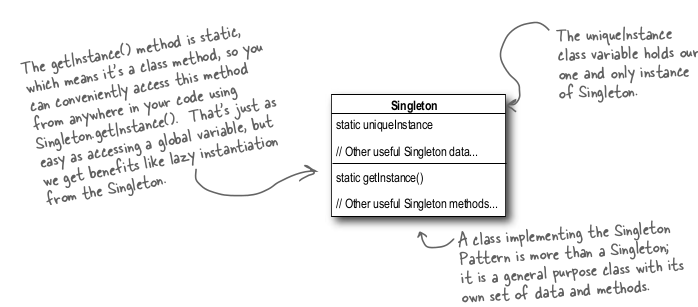 The getInstance() method is static,
which means it's a class method, so you
can conveniently access this method
from anywhere in your code using
Singleton.getInstance(). That's just as
easy as accessing a global variable, but
we get benefits like lazy instantiation
from the Singleton.
The uniqueInstance
class variable holds our
one and only instance
of Singleton.
Singleton
static uniqueInstance
// Other useful Singleton data...
static getInstance()
// Other useful Singleton methods...
A class implementing the Singleton
Pattern is more than a Singleton;
it is a general purpose class with its
own set of data and methods.